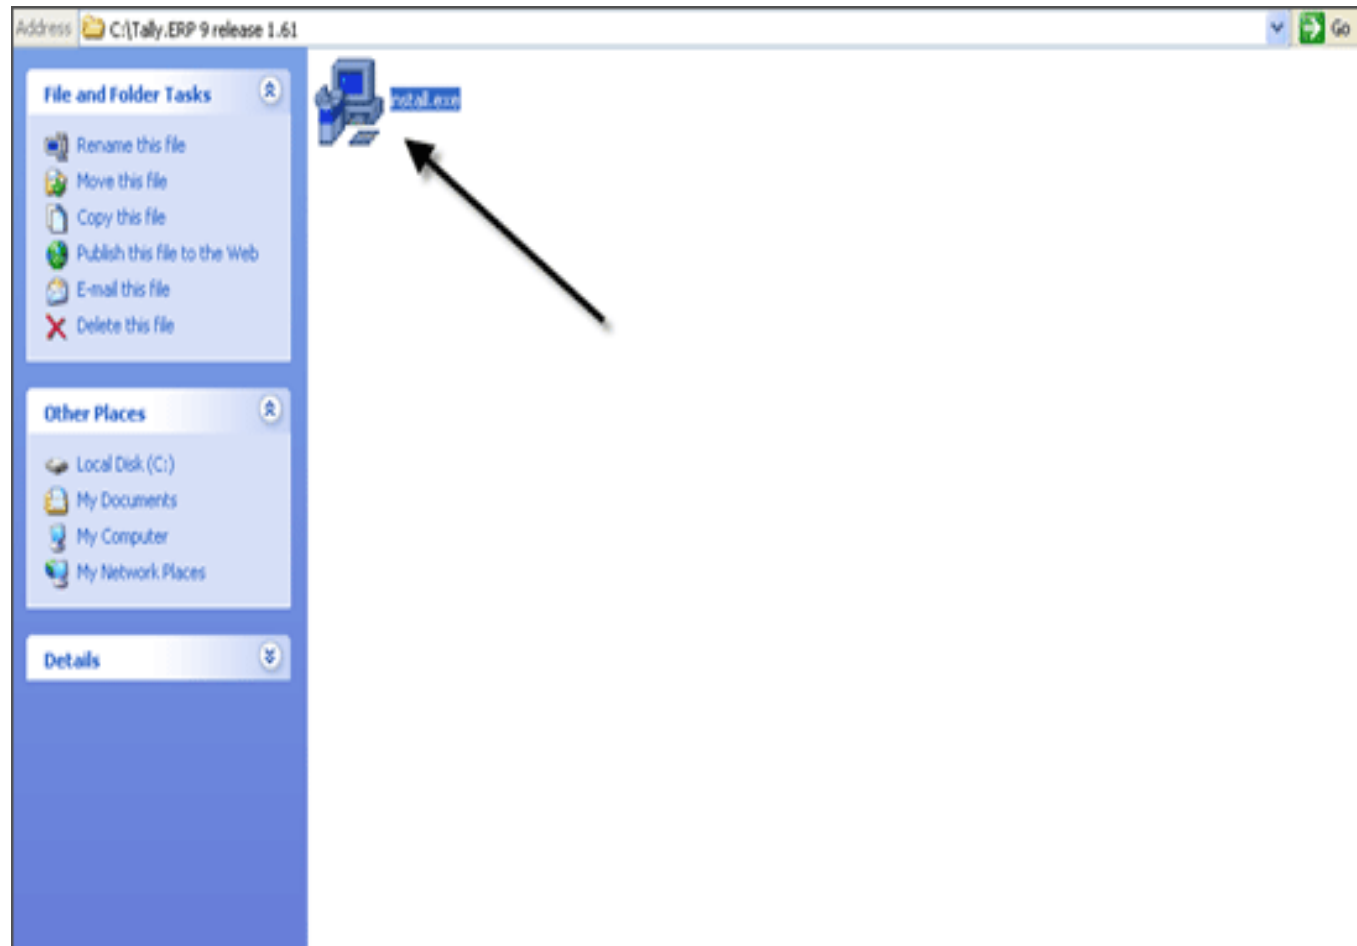 Address C:\Tally.ERP 9 release 1.61 Go
install.exe
File and Folder Tasks
Rename this file
Move this file
Copy this file
Publish this file to the Web
E-mail this file
Delete this file
Other Places
Local Disk (C:)
My Documents
My Computer
My Network Places
Details